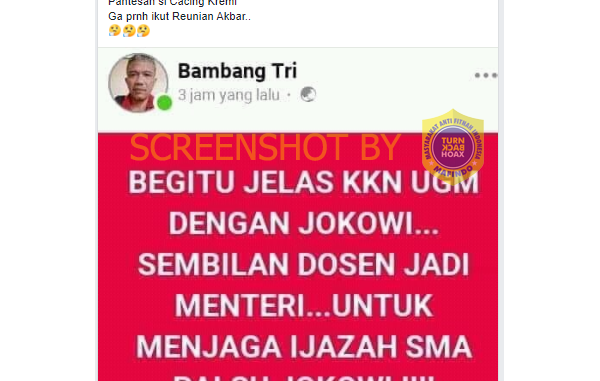 Pantesan si Cacing Kremi
Ga prnh ikut Reunian Akbar..
Bambang Tri
3 jam yang lalu
SCREENSHOT BY
MASYARAKAT ANTI FITNAH INDONESIA
TURN
BACK
HOAX
MAFINDO
BEGITU JELAS KKN UGM
DENGAN JOKOWI...
SEMBILAN DOSEN JADI
MENTERI...UNTUK
MENJAGA IJAZAH SMA
PALSU JOKOWI !!!!